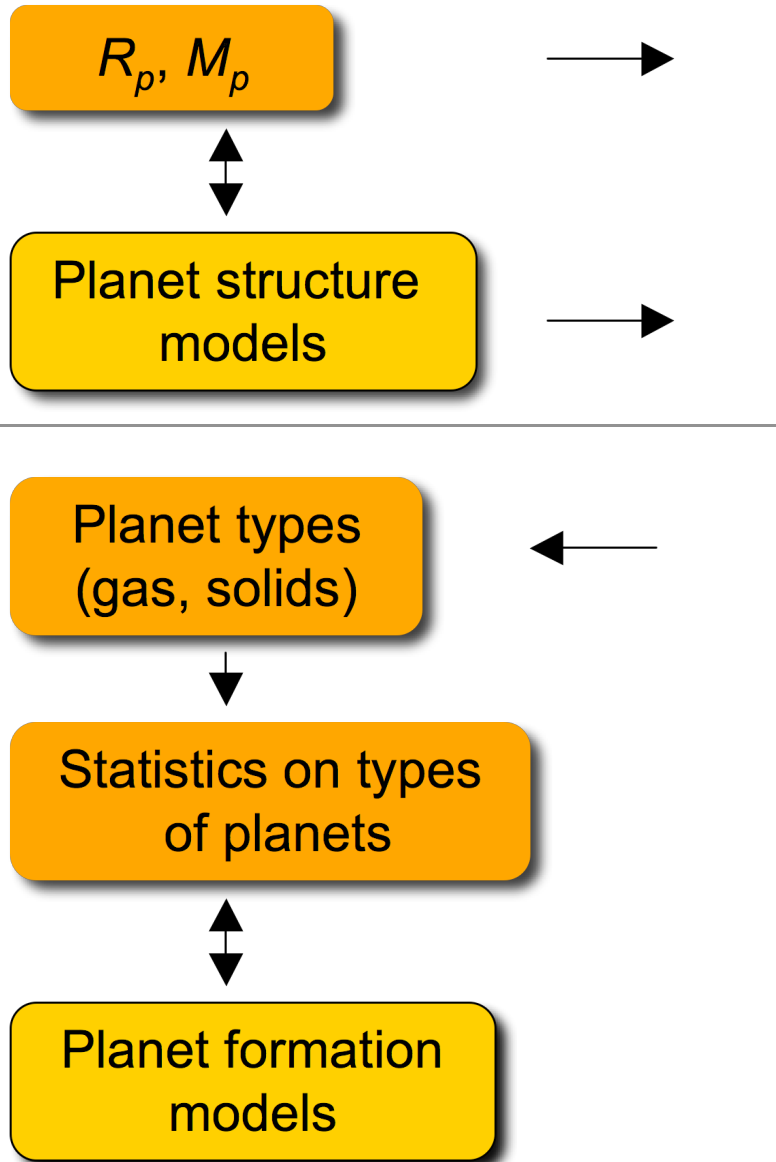 Rp, Mp
Planet structure
models
Planet types
(gas, solids)
Statistics on types
of planets
Planet formation
models